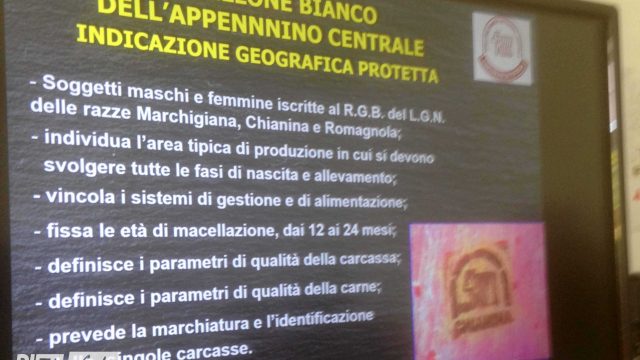 BIANCO
DELL'APPENNNINO CENTRALE
INDICAZIONE GEOGRAFICA PROTETTA
- Soggetti maschi e femmine iscritte al R.G.B. del L.G.N.
delle razze Marchigiana, Chianina e Romagnola;
- individua l'area tipica di produzione in cui si devono
svolgere tutte le fasi di nascita e allevamento;
- vincola i sistemi di gestione e di alimentazione;
- fissa le età di macellazione, dai 12 ai 24 mesi;
- definisce i parametri di qualità della carcassa;
- definisce i parametri di qualità della carne;
- prevede la marchiatura e l'identificazione
singole carcasse.
CHIANINA